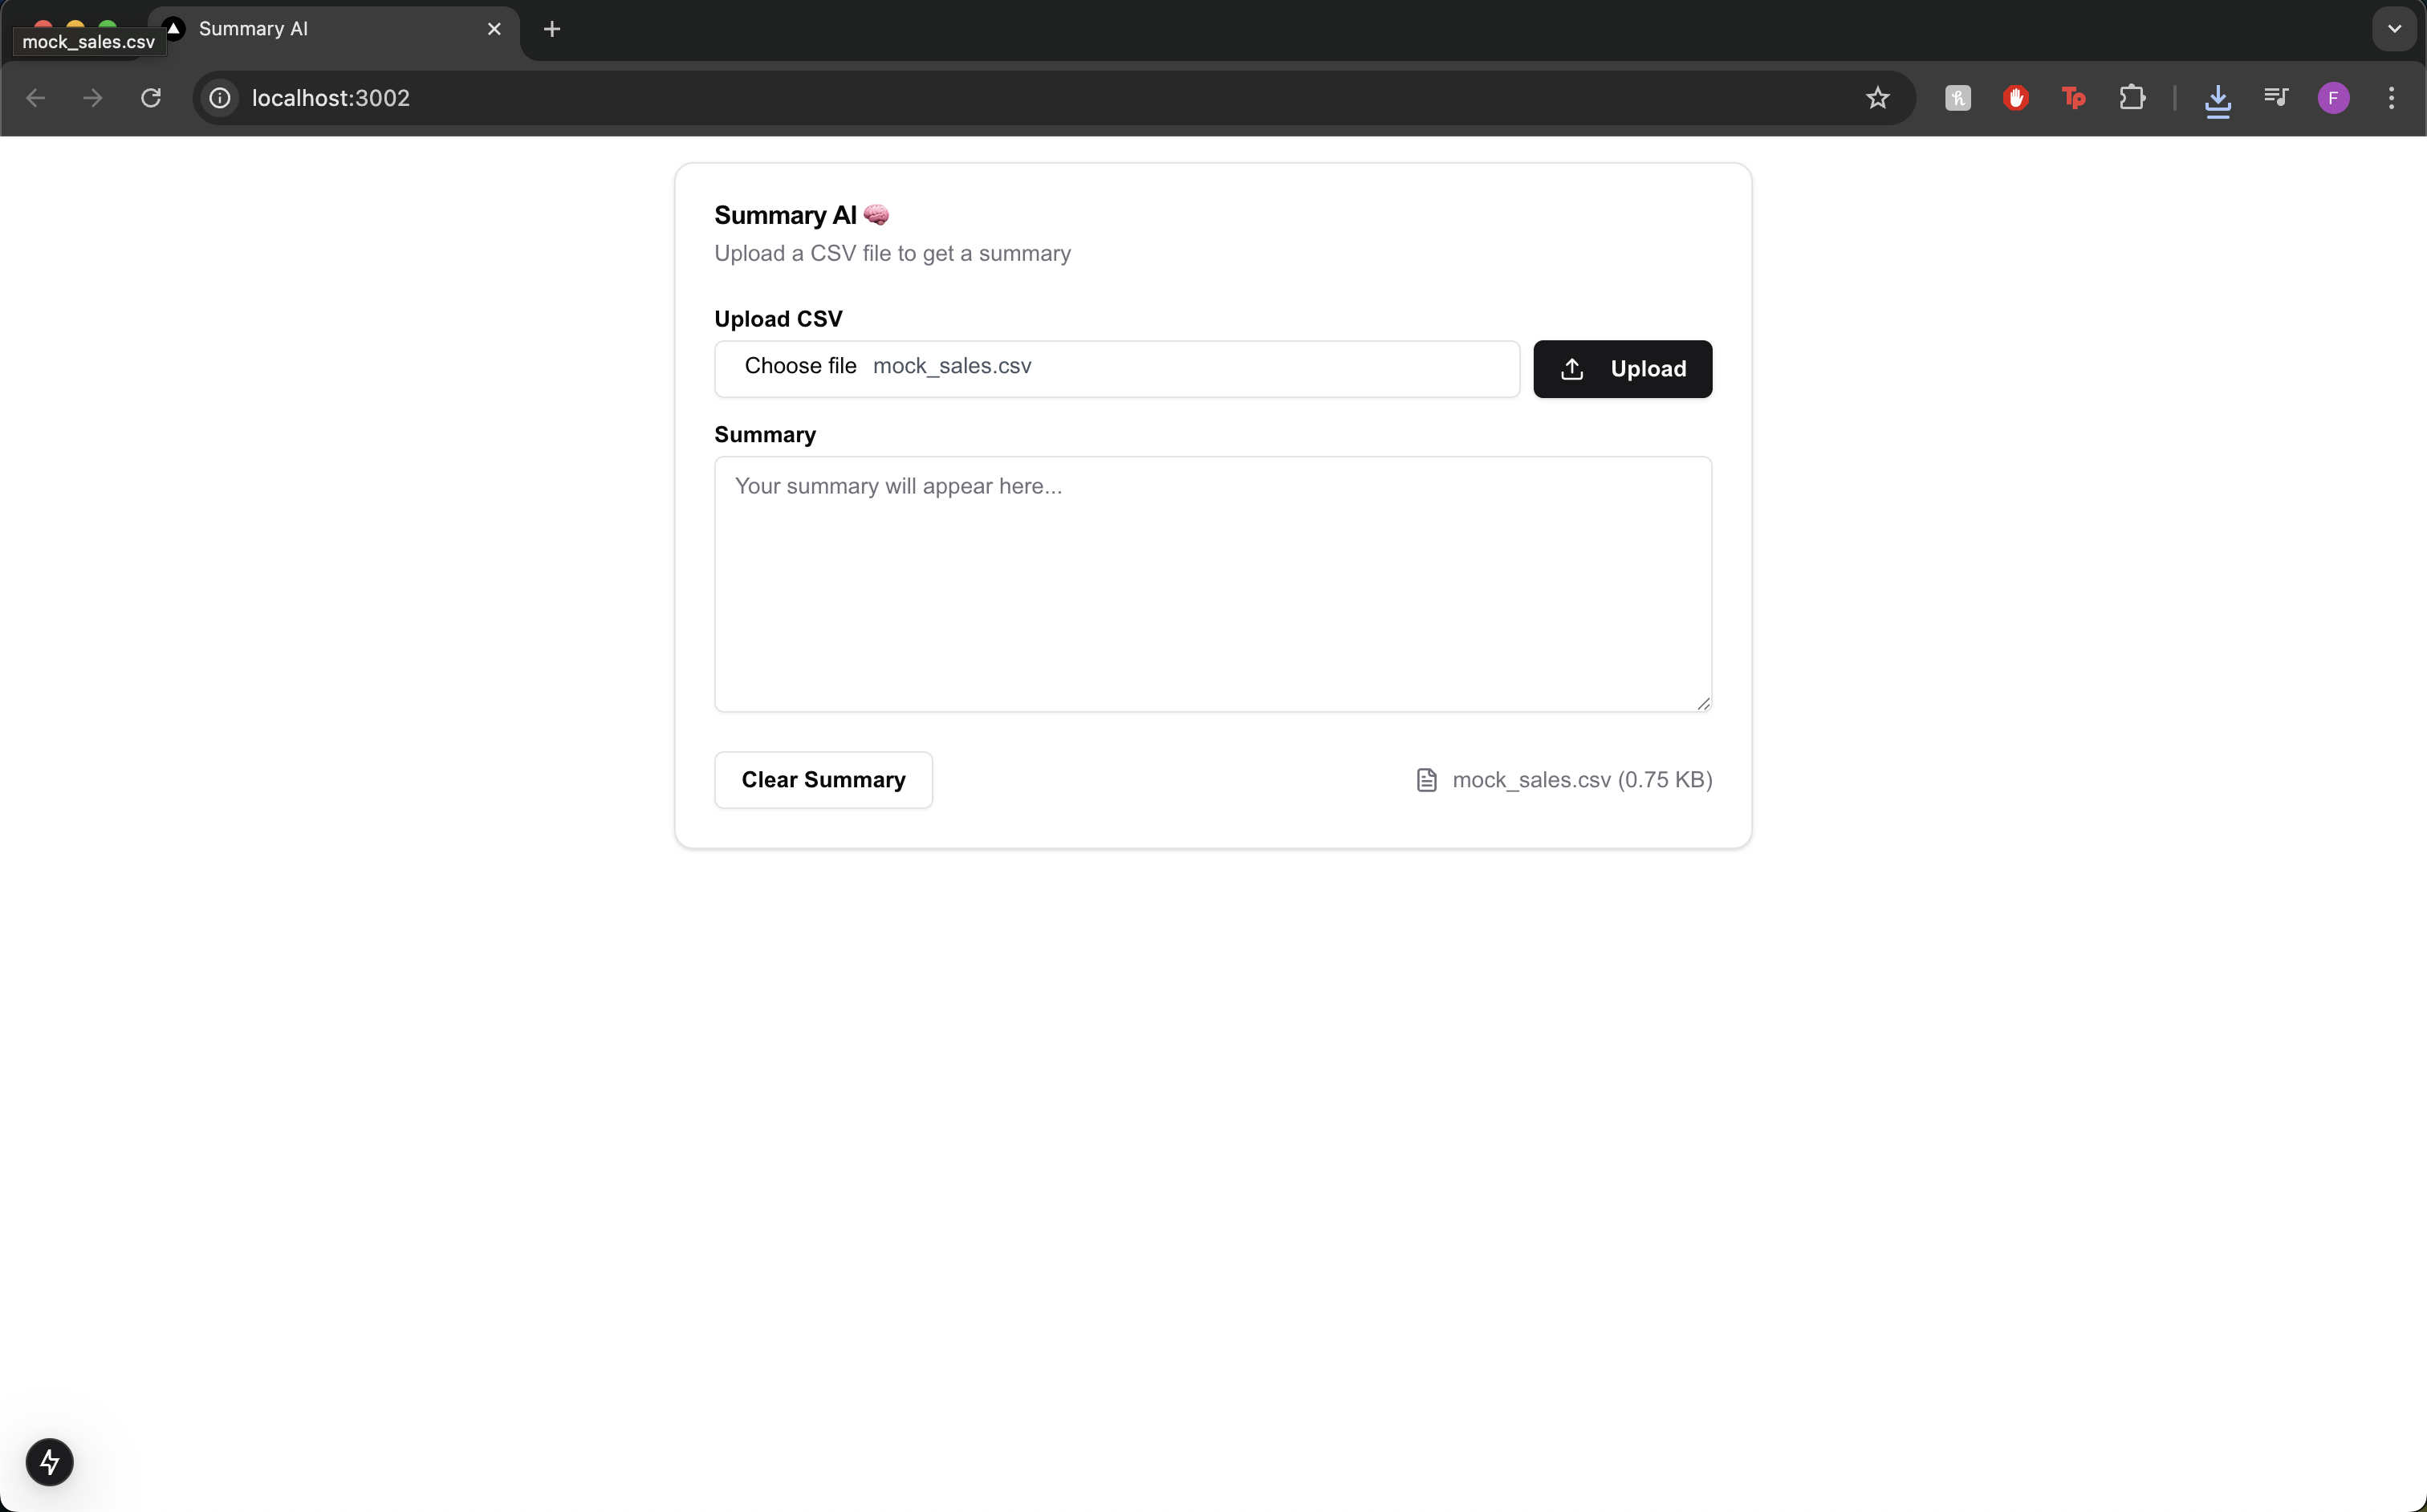 Summary AI
mock_sales.csv
localhost:3002
h
Tp
F
Summary AI 🧠
Upload a CSV file to get a summary
Upload CSV
Choose file mock_sales.csv
Upload
Summary
Your summary will appear here...
Clear Summary
mock_sales.csv (0.75 KB)